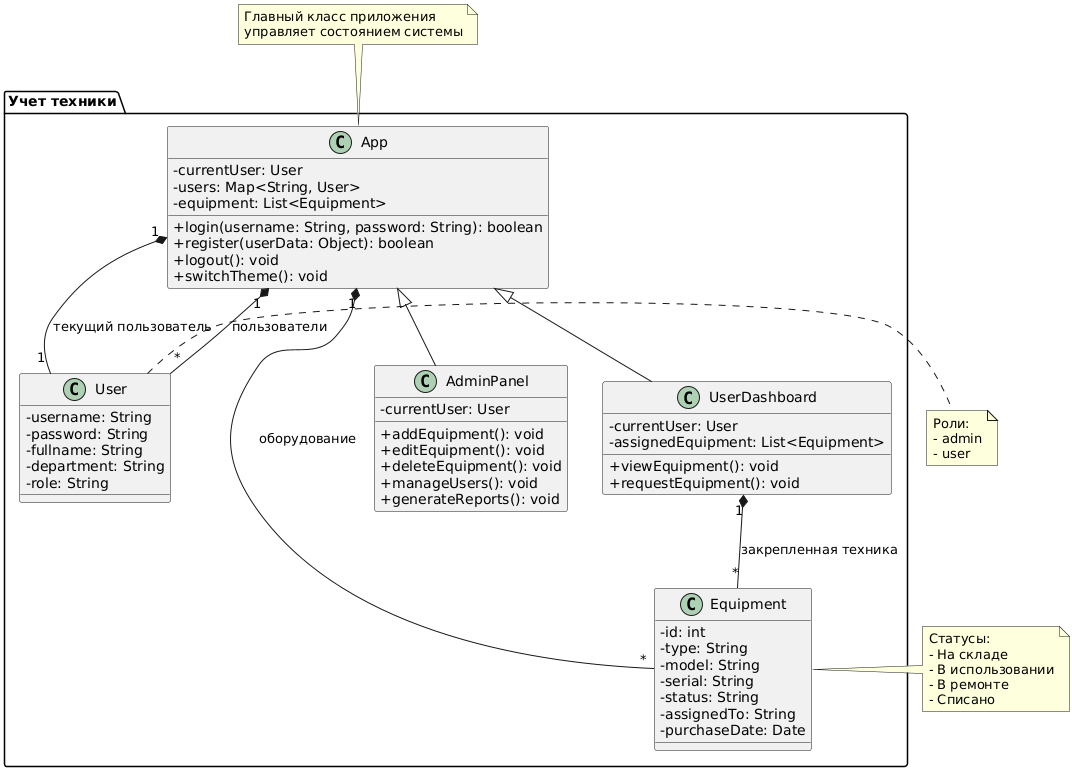 Главный класс приложения
управляет состоянием системы
Учет техники
C App
-currentUser: User
-users: Map<String, User>
-equipment: List<Equipment>
+login(username: String, password: String): boolean
+register(userData: Object): boolean
+logout(): void
+switchTheme(): void
1
1
1
текущий пользователь
пользователи
1
*
C User
-username: String
-password: String
-fullname: String
-department: String
-role: String
оборудование
*
C AdminPanel
-currentUser: User
+addEquipment(): void
+editEquipment(): void
+deleteEquipment(): void
+manageUsers(): void
+generateReports(): void
C UserDashboard
-currentUser: User
-assignedEquipment: List<Equipment>
+viewEquipment(): void
+requestEquipment(): void
Роли:
- admin
- user
1
закрепленная техника
*
C Equipment
-id: int
-type: String
-model: String
-serial: String
-status: String
-assignedTo: String
-purchaseDate: Date
Статусы:
- На складе
- В использовании
- В ремонте
- Списано